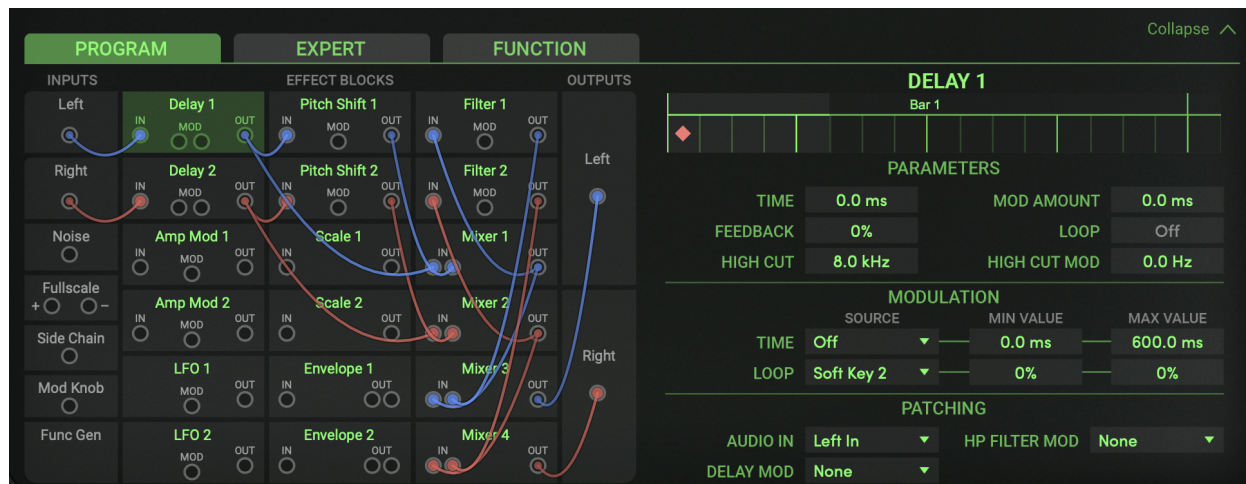 Collapse
PROGRAM EXPERT FUNCTION
INPUTS EFFECT BLOCKS OUTPUTS
Left Delay 1 Pitch Shift 1 Filter 1
IN MOD OUT IN MOD OUT IN MOD OUT
Right Delay 2 Pitch Shift 2 Filter 2
IN MOD OUT IN MOD OUT IN MOD OUT
Noise Amp Mod 1 Scale 1 Mixer 1
IN MOD OUT IN OUT IN OUT
Fullscale Amp Mod 2 Scale 2 Mixer 2
+ – IN MOD OUT IN OUT IN OUT
Side Chain
LFO 1 Envelope 1 Mixer 3
Mod Knob MOD OUT IN OUT IN OUT
Func Gen LFO 2 Envelope 2 Mixer 4
MOD OUT IN OUT IN OUT
Left
Right
DELAY 1
Bar 1
PARAMETERS
TIME 0.0 ms MOD AMOUNT 0.0 ms
FEEDBACK 0% LOOP Off
HIGH CUT 8.0 kHz HIGH CUT MOD 0.0 Hz
MODULATION
SOURCE MIN VALUE MAX VALUE
TIME Off 0.0 ms 600.0 ms
LOOP Soft Key 2 0% 0%
PATCHING
AUDIO IN Left In HP FILTER MOD None
DELAY MOD None